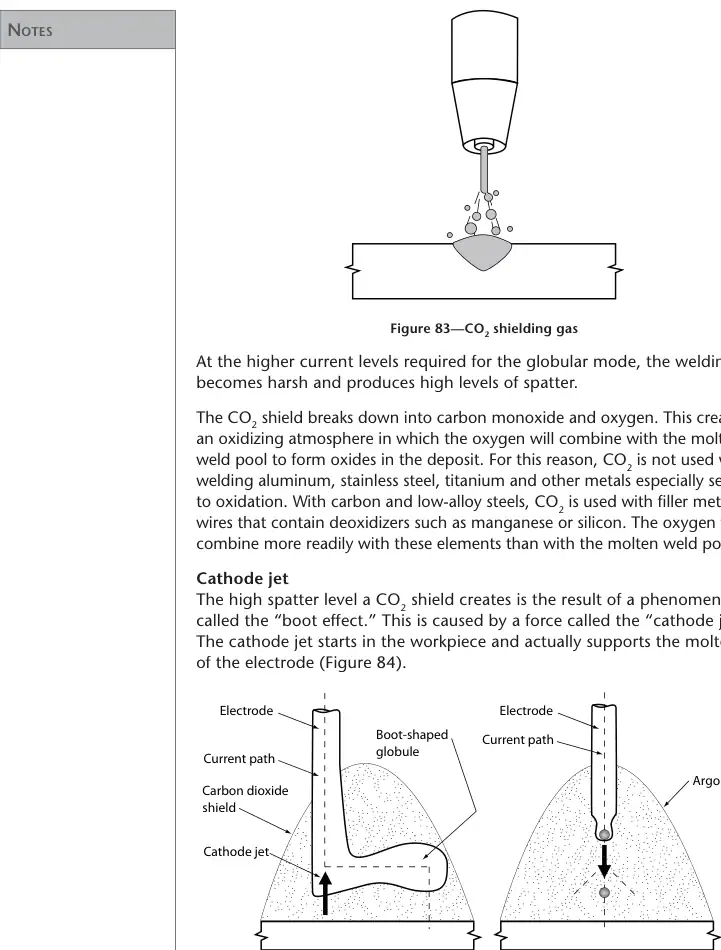 NOTES
Figure 83—CO2 shielding gas
At the higher current levels required for the globular mode, the welding
becomes harsh and produces high levels of spatter.
The CO2 shield breaks down into carbon monoxide and oxygen. This crea
an oxidizing atmosphere in which the oxygen will combine with the molt
weld pool to form oxides in the deposit. For this reason, CO2 is not used w
welding aluminum, stainless steel, titanium and other metals especially se
to oxidation. With carbon and low-alloy steels, CO2 is used with filler met
wires that contain deoxidizers such as manganese or silicon. The oxygen
combine more readily with these elements than with the molten weld po
Cathode jet
The high spatter level a CO2 shield creates is the result of a phenomen
called the “boot effect.” This is caused by a force called the “cathode j
The cathode jet starts in the workpiece and actually supports the molt
of the electrode (Figure 84).
Electrode
Boot-shaped
globule
Current path
Carbon dioxide
shield
Cathode jet
Electrode
Current path
Argo